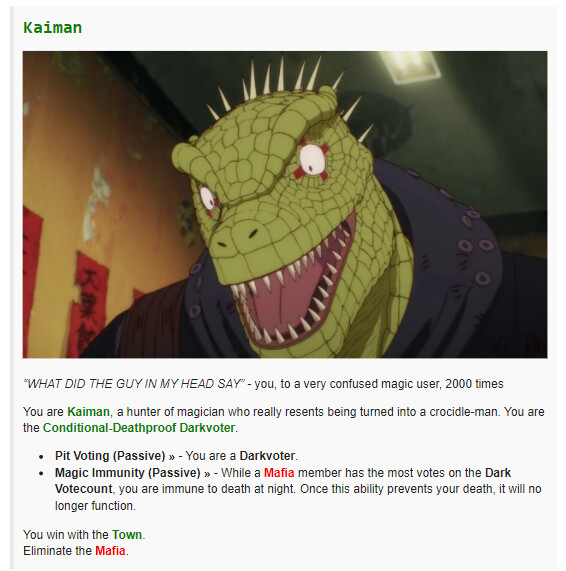 Kaiman
大葉
“WHAT DID THE GUY IN MY HEAD SAY” - you, to a very confused magic user, 2000 times
You are Kaiman, a hunter of magician who really resents being turned into a crocidle-man. You are
the Conditional-Deathproof Darkvoter.
• Pit Voting (Passive) » - You are a Darkvoter.
• Magic Immunity (Passive) » - While a Mafia member has the most votes on the Dark
Votecount, you are immune to death at night. Once this ability prevents your death, it will no
longer function.
You win with the Town.
Eliminate the Mafia.